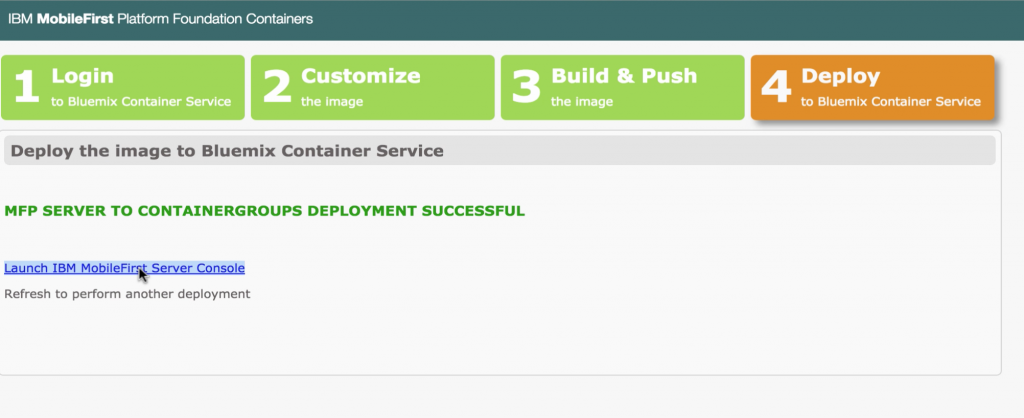 IBM MobileFirst Platform Foundation Containers
1 Login
to Bluemix Container Service
2 Customize
the image
3 Build & Push
the image
4 Deploy
to Bluemix Container Service
Deploy the image to Bluemix Container Service
MFP SERVER TO CONTAINERGROUPS DEPLOYMENT SUCCESSFUL
Launch IBM MobileFirst Server Console
Refresh to perform another deployment